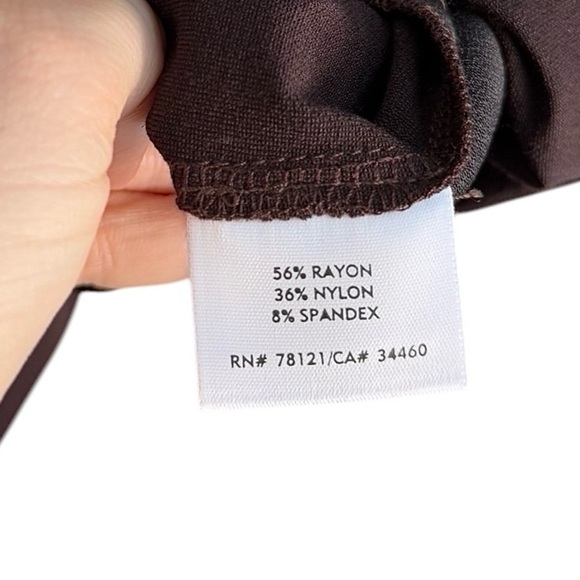 56% RAYON
36% NYLON
8% SPANDEX
RN# 78121/CA# 34460